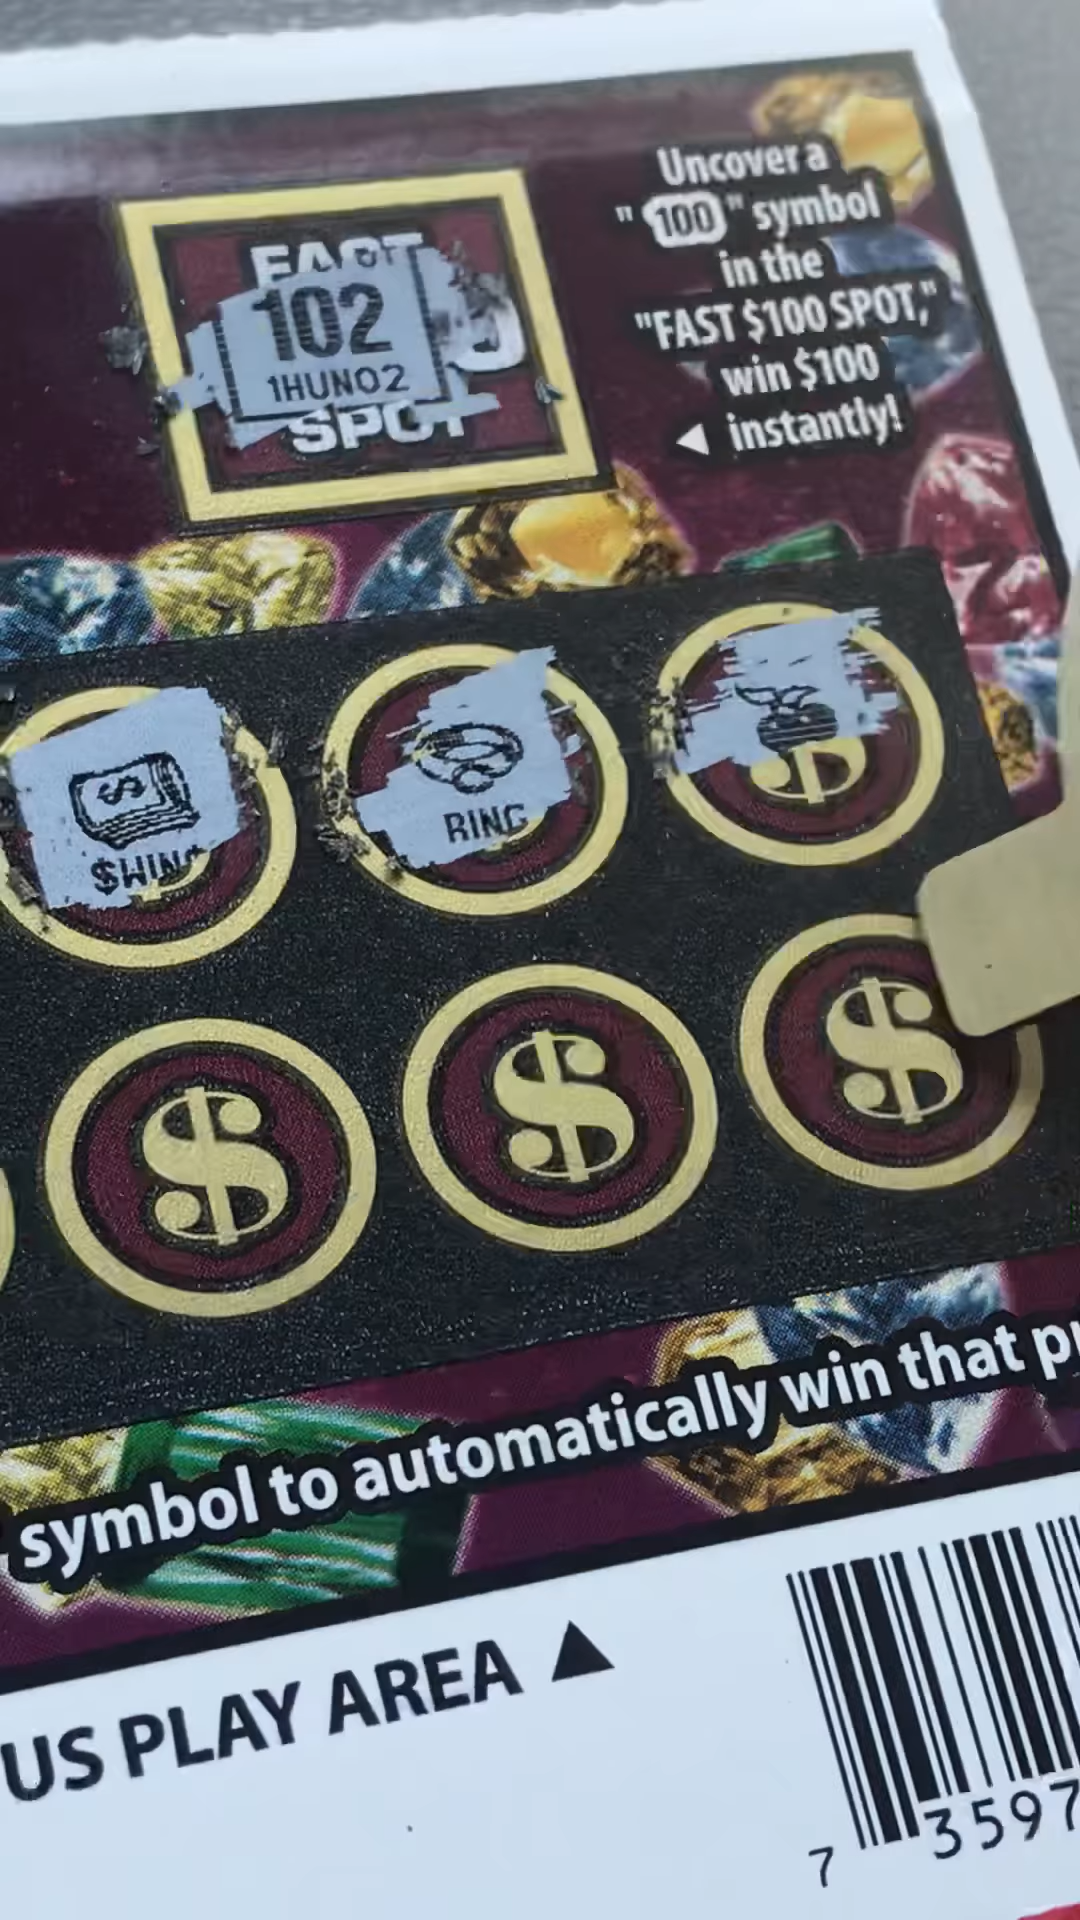 Uncover a
"100" symbol
in the
"FAST $100 SPOT,"
win $100
instantly!
FAST
102
1HUNO2
SPOT
$WIN$
RING
$
$ $ $
symbol to automatically win that
US PLAY AREA
7 3597